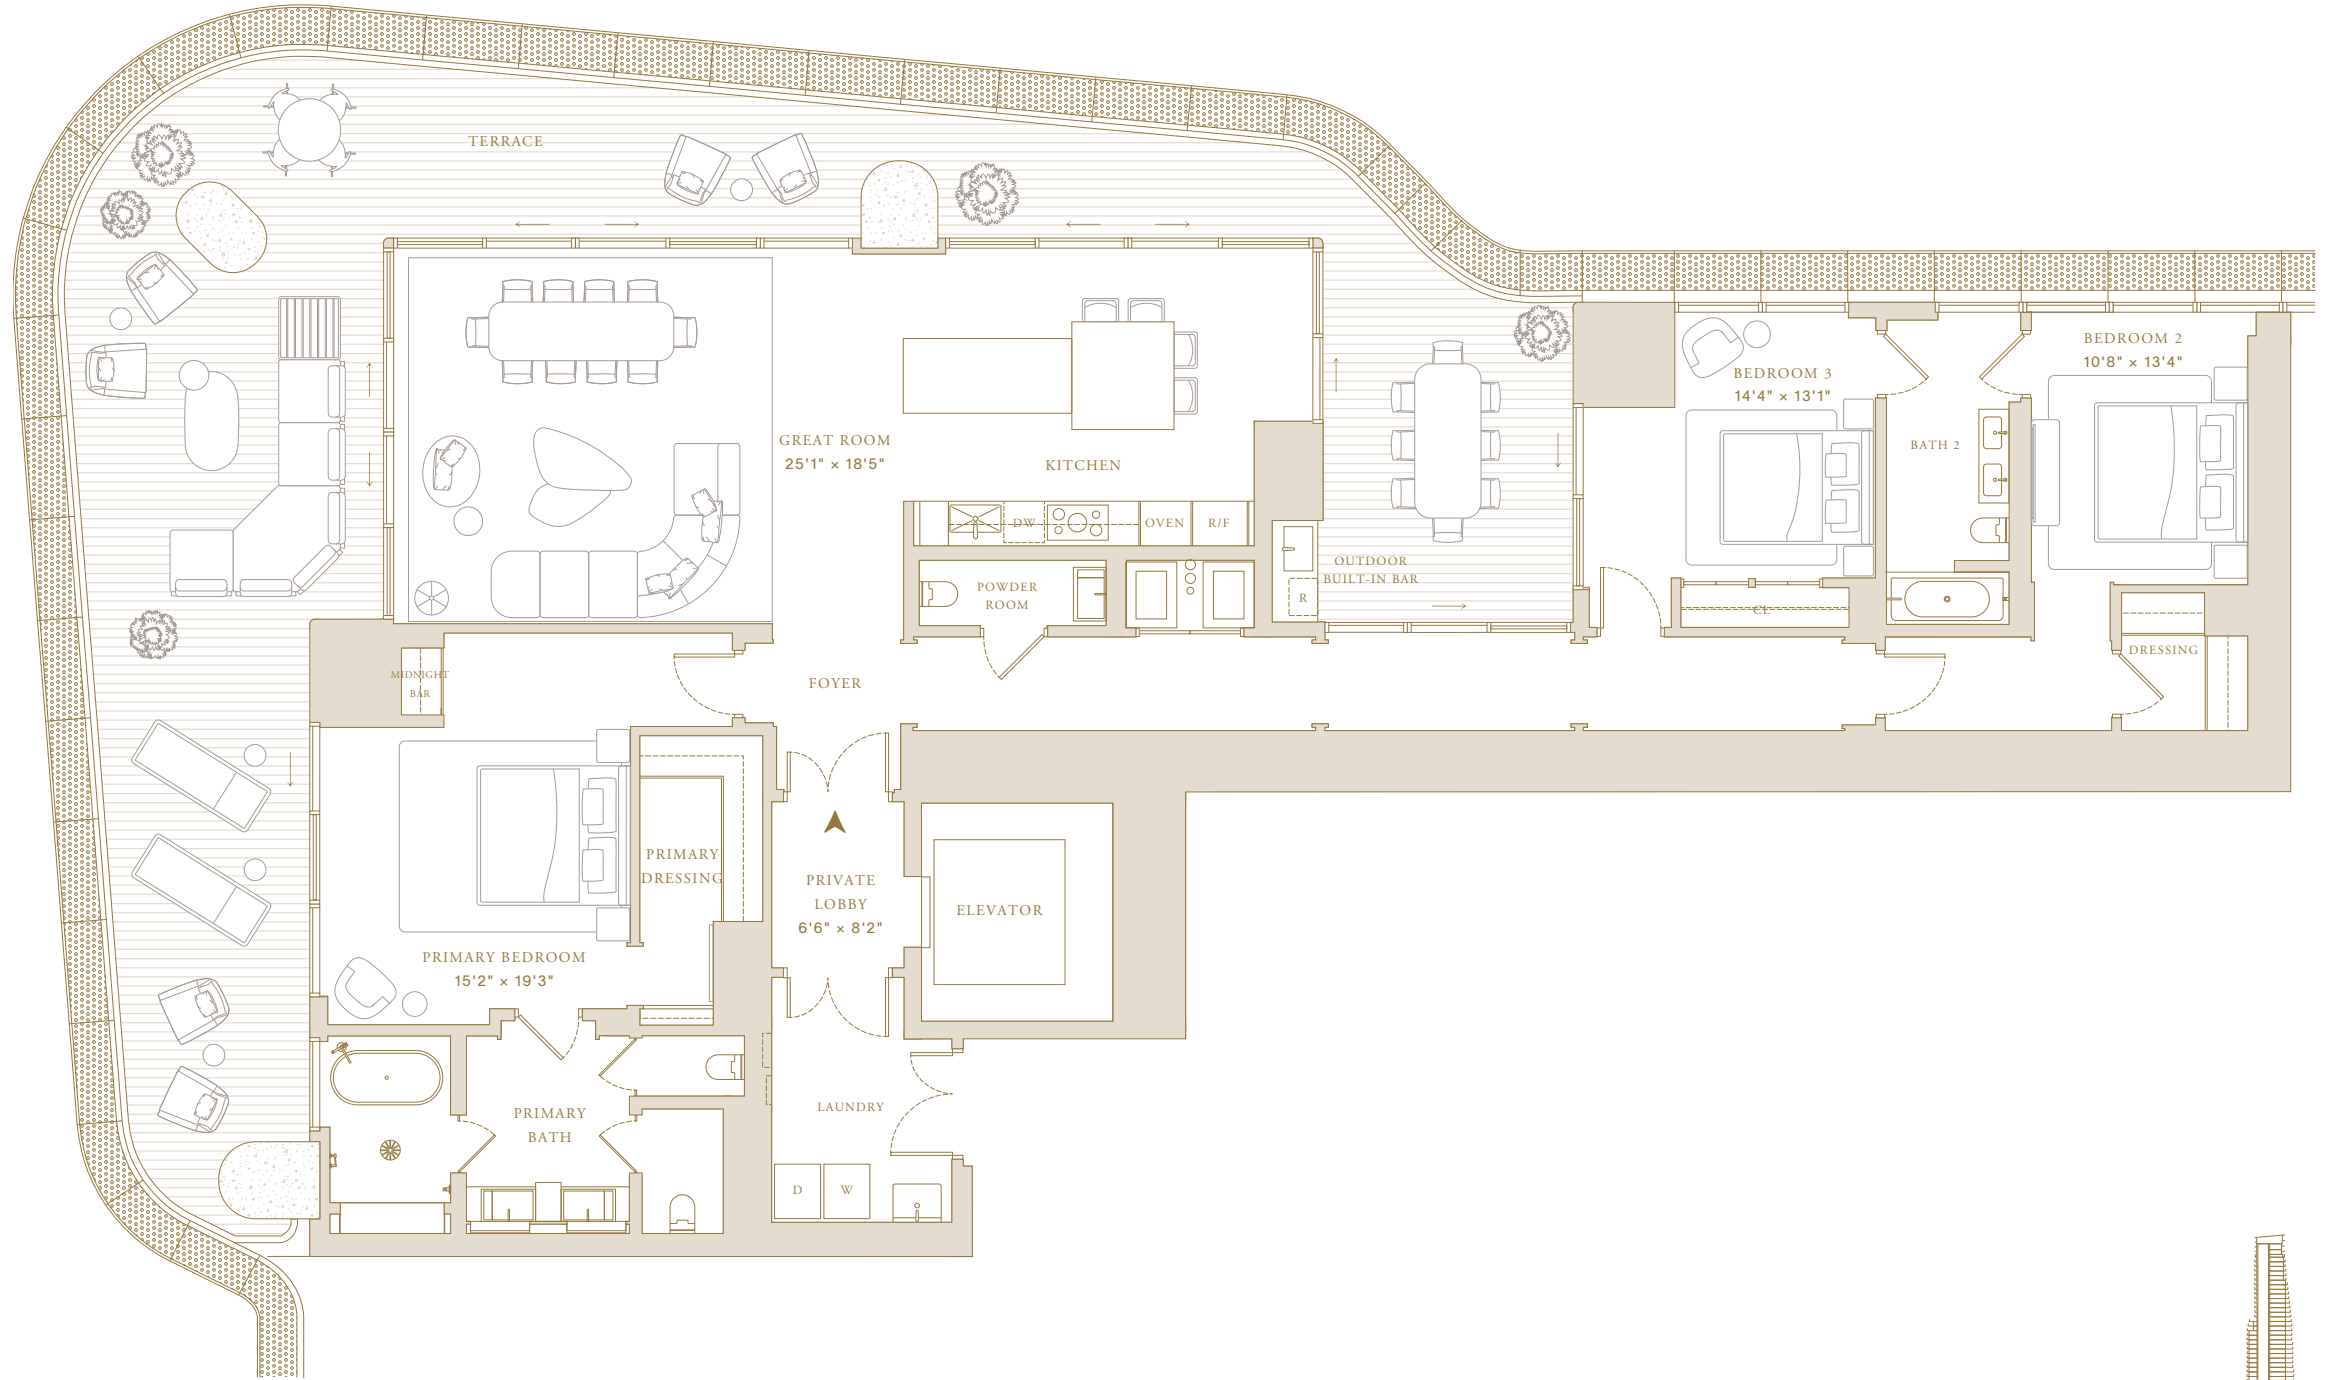 TERRACE
BEDROOM 2
10'8" × 13'4"
BEDROOM 3
14'4" × 13'1"
GREAT ROOM
25'1" × 18'5"
KITCHEN
BATH 2
DW
OVEN
R/F
OUTDOOR
BUILT-IN BAR
R
POWDER
ROOM
CL
DRESSING
MIDNIGHT
BAR
FOYER
PRIMARY
DRESSING
PRIVATE
LOBBY
6'6" × 8'2"
ELEVATOR
PRIMARY BEDROOM
15'2" × 19'3"
PRIMARY
BATH
LAUNDRY
D
W